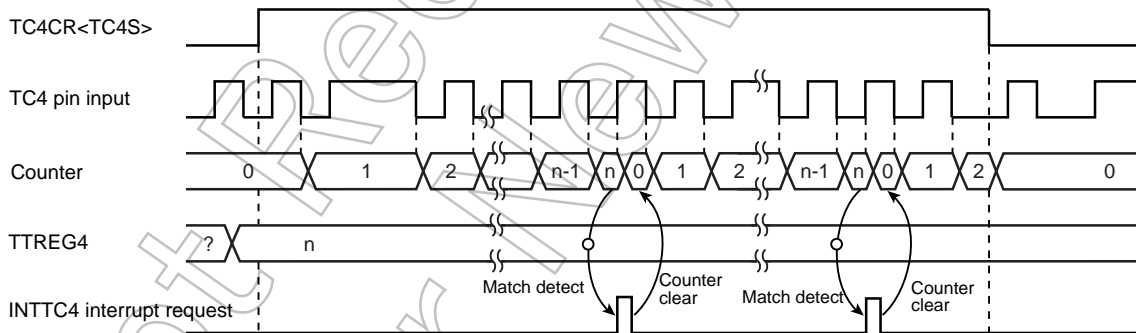 TC4CR<TC4S>
TC4 pin input
Counter 0 1 2 n-1 n 0 1 2 n-1 n 0 1 2 0
TTREG4 ? n
Match detect Counter clear Match detect Counter clear
INTTC4 interrupt request